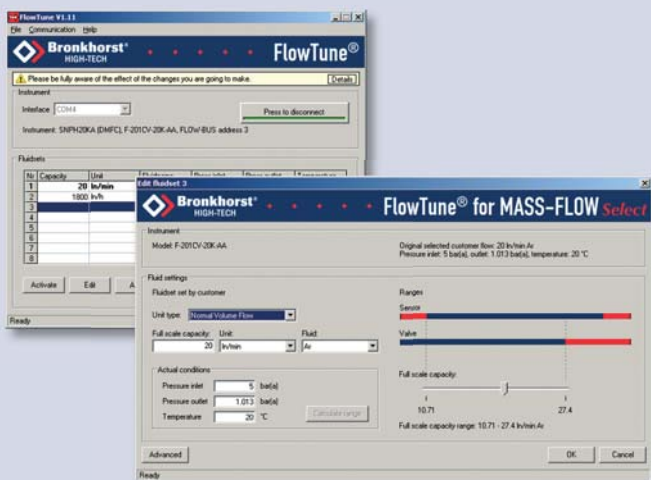 FlowTune V1.11
File Communication Help
Bronkhorst®
HIGH-TECH
FlowTune®
Please be fully aware of the effect of the changes you are going to make.
Details
Instrument
Interface COM4
Press to disconnect
Instrument: SNPH20KA (DMFC), F-201CV-20K-AA, FLOW-BUS address 3
Fluidsets
Nr Capacity Unit
1 20 ln/min
2 1800 ln/h
3
4
5
6
7
8
Activate Edit
Ready
Edit fluidset 3
Bronkhorst®
HIGH-TECH
FlowTune® for MASS-FLOW Select
Instrument
Model: F-201CV-20K-AA
Original selected customer flow: 20 ln/min Ar
Pressure inlet: 5 bar(a), outlet: 1.013 bar(a), temperature: 20 °C
Fluid settings
Fluidset set by customer
Unit type: Normal Volume Flow
Full scale capacity: Unit: Fluid:
20 ln/min Ar
Actual conditions
Pressure inlet 5 bar(a)
Pressure outlet 1.013 bar(a)
Temperature 20 °C
Calculate range
Ranges
Sensor
Valve
Full scale capacity:
10.71 27.4
Full scale capacity range: 10.71 - 27.4 ln/min Ar
Advanced
OK Cancel
Ready